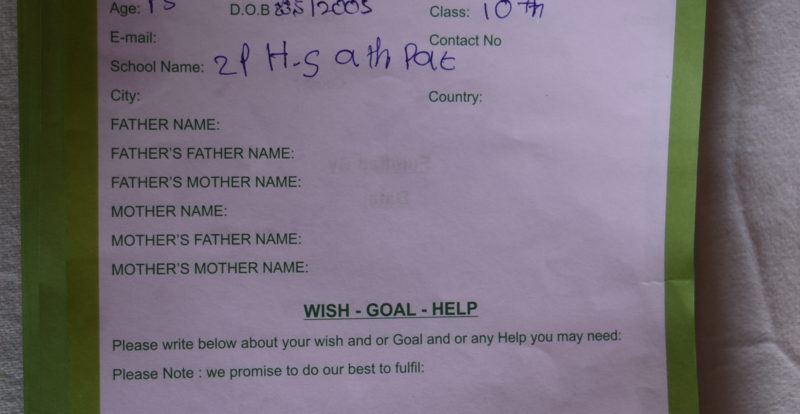 Age: 15 D.O.B /2005 Class: 10th
E-mail: Contact No
School Name: ZP H-S ath Pat
City: Country:
FATHER NAME:
FATHER'S FATHER NAME:
FATHER'S MOTHER NAME:
MOTHER NAME:
MOTHER'S FATHER NAME:
MOTHER'S MOTHER NAME:
WISH - GOAL - HELP
Please write below about your wish and or Goal and or any Help you may need:
Please Note : we promise to do our best to fulfil: